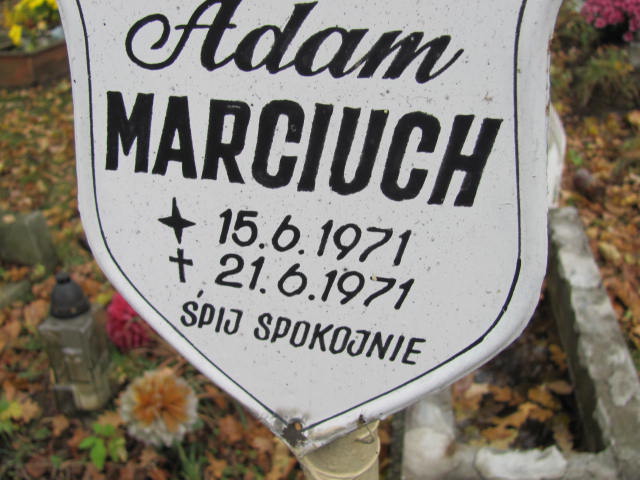 Adam
MARCIUCH
15.6.1971
21.6.1971
ŚPIJ SPOKOJNIE